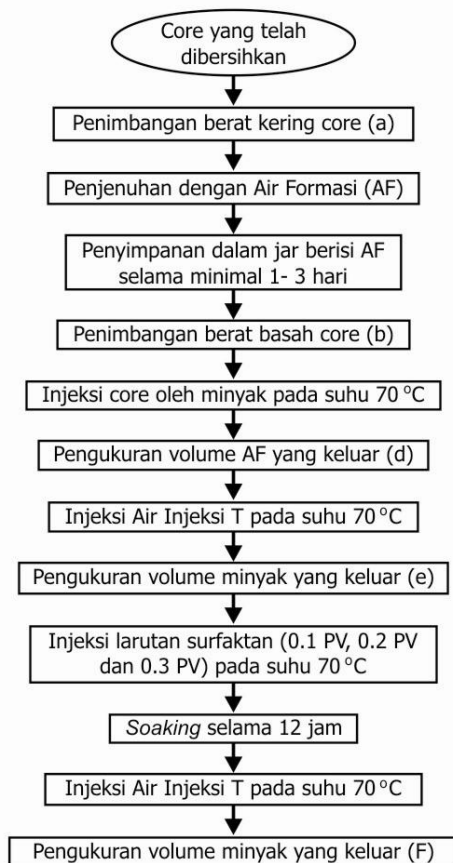 Core yang telah
dibersihkan
Penimbangan berat kering core (a)
Penjenuhan dengan Air Formasi (AF)
Penyimpanan dalam jar berisi AF
selama minimal 1- 3 hari
Penimbangan berat basah core (b)
Injeksi core oleh minyak pada suhu 70 °C
Pengukuran volume AF yang keluar (d)
Injeksi Air Injeksi T pada suhu 70 °C
Pengukuran volume minyak yang keluar (e)
Injeksi larutan surfaktan (0.1 PV, 0.2 PV
dan 0.3 PV) pada suhu 70 °C
Soaking selama 12 jam
Injeksi Air Injeksi T pada suhu 70 °C
Pengukuran volume minyak yang keluar (F)